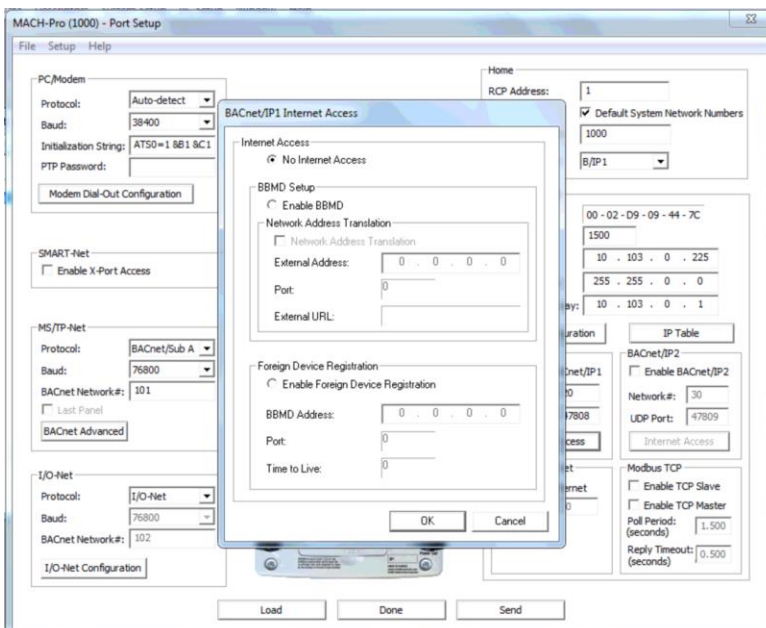 MACH-Pro (1000) - Port Setup
File Setup Help
PC/Modem
Protocol: Auto-detect
Baud: 38400
Initialization String: ATS0=1 &B1 &C1
PTP Password:
Modem Dial-Out Configuration
SMART-Net
Enable X-Port Access
MS/TP-Net
Protocol: BACnet/Sub A
Baud: 76800
BACnet Network#: 101
Last Panel
BACnet Advanced
I/O-Net
Protocol: I/O-Net
Baud: 76800
BACnet Network#: 102
I/O-Net Configuration
BACnet/IP1 Internet Access
Internet Access
No Internet Access
BBMD Setup
Enable BBMD
Network Address Translation
Network Address Translation
External Address: 0 . 0 . 0 . 0
Port: 0
External URL:
Foreign Device Registration
Enable Foreign Device Registration
BBMD Address: 0 . 0 . 0 . 0
Port: 0
Time to Live: 0
OK Cancel
Home
RCP Address: 1
Default System Network Numbers
1000
B/IP1
00 - 02 - D9 - 09 - 44 - 7C
1500
10 . 103 . 0 . 225
255 . 255 . 0 . 0
ay: 10 . 103 . 0 . 1
uration IP Table
cnet/IP1
20
47808
cess
BACnet/IP2
Enable BACnet/IP2
Network#: 30
UDP Port: 47809
Internet Access
et
ernet
0
Modbus TCP
Enable TCP Slave
Enable TCP Master
Poll Period: 1.500
(seconds)
Reply Timeout: 0.500
(seconds)
Load Done Send